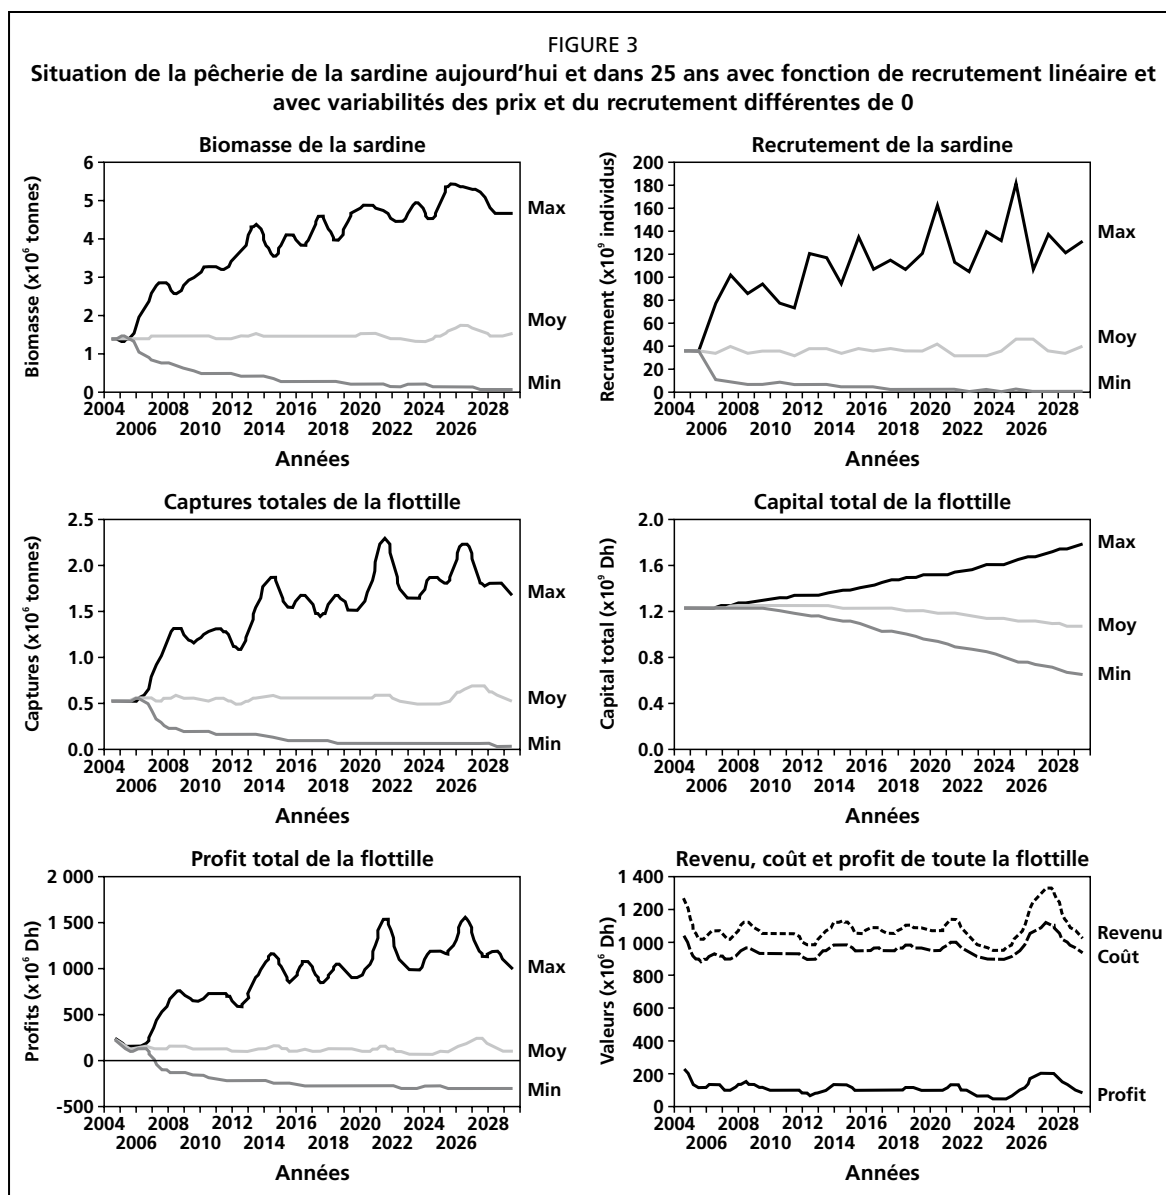 FIGURE 3
Situation de la pêcherie de la sardine aujourd'hui et dans 25 ans avec fonction de recrutement linéaire et
avec variabilités des prix et du recrutement différentes de 0
Biomasse de la sardine
Biomasse (x10⁶ tonnes)
6
5
4
3
2
1
0
Max
Moy
Min
2004 2008 2012 2016 2020 2024 2028
2006 2010 2014 2018 2022 2026
Années
Recrutement de la sardine
Recrutement (x10⁹ individus)
200
180
160
140
120
100
80
60
40
20
0
Max
Moy
Min
2004 2008 2012 2016 2020 2024 2028
2006 2010 2014 2018 2022 2026
Années
Captures totales de la flottille
Captures (x10⁶ tonnes)
2.5
2.0
1.5
1.0
0.5
0.0
Max
Moy
Min
2004 2008 2012 2016 2020 2024 2028
2006 2010 2014 2018 2022 2026
Années
Capital total de la flottille
Capital total (x10⁹ Dh)
2.0
1.6
1.2
0.8
0.4
0.0
Max
Moy
Min
2004 2008 2012 2016 2020 2024 2028
2006 2010 2014 2018 2022 2026
Années
Profit total de la flottille
Profits (x10⁶ Dh)
2 000
1 500
1 000
500
0
-500
Max
Moy
Min
2004 2008 2012 2016 2020 2024 2028
2006 2010 2014 2018 2022 2026
Années
Revenu, coût et profit de toute la flottille
Valeurs (x10⁶ Dh)
1 400
1 200
1 000
800
600
400
200
0
Revenu
Coût
Profit
2004 2008 2012 2016 2020 2024 2028
2006 2010 2014 2018 2022 2026
Années